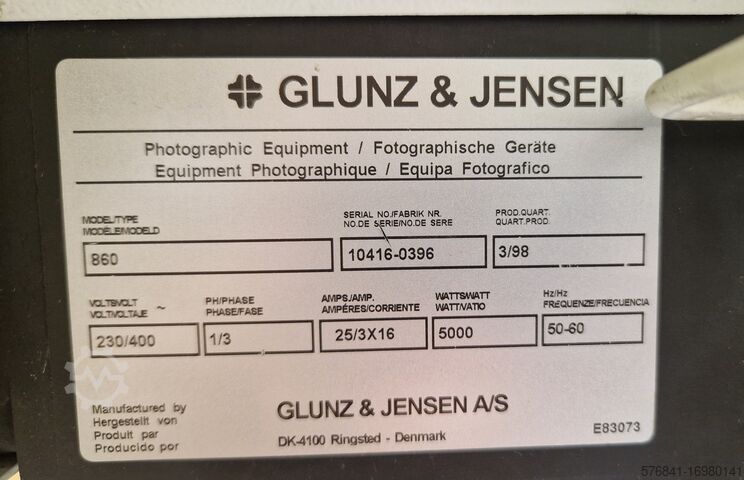 GLUNZ & JENSEN
Photographic Equipment / Fotographische Geräte
Equipment Photographique / Equipa Fotografico
MODEL/TYPE
MODÈLE/MODELD
860
SERIAL NO./FABRIK NR.
NO.DE SERIE/NO.DE SERE
10416-0396
PROD.QUART.
QUART.PROD.
3/98
VOLTS/VOLT ~
VOLT/VOLTAJE
230/400
PH/PHASE
PHASE/FASE
1/3
AMPS./AMP.
AMPÉRES/CORRIENTE
25/3X16
WATTS/WATT
WATT/VATIO
5000
Hz/Hz
FREQUENZE/FRECUENCIA
50-60
Manufactured by
Hergestellt von
Produit par
Producido por
GLUNZ & JENSEN A/S
DK-4100 Ringsted - Denmark
E83073
576841-16980141